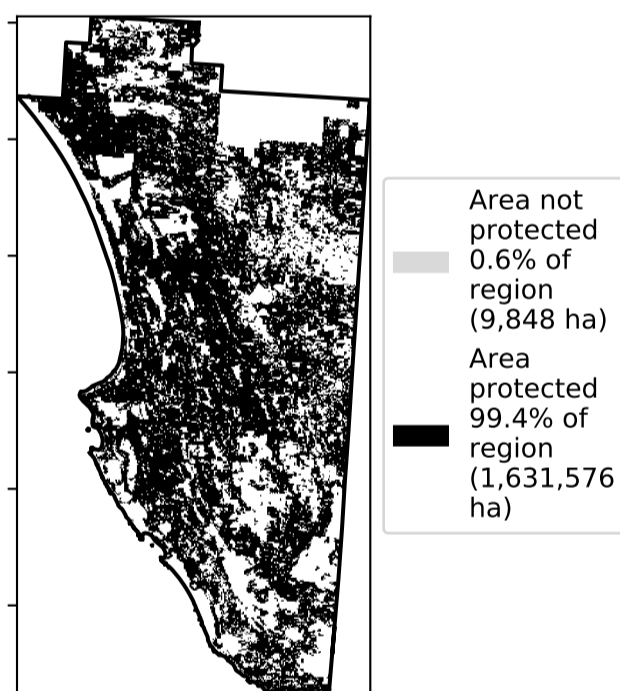 Area not
protected
0.6% of
region
(9,848 ha)
Area
protected
99.4% of
region
(1,631,576
ha)